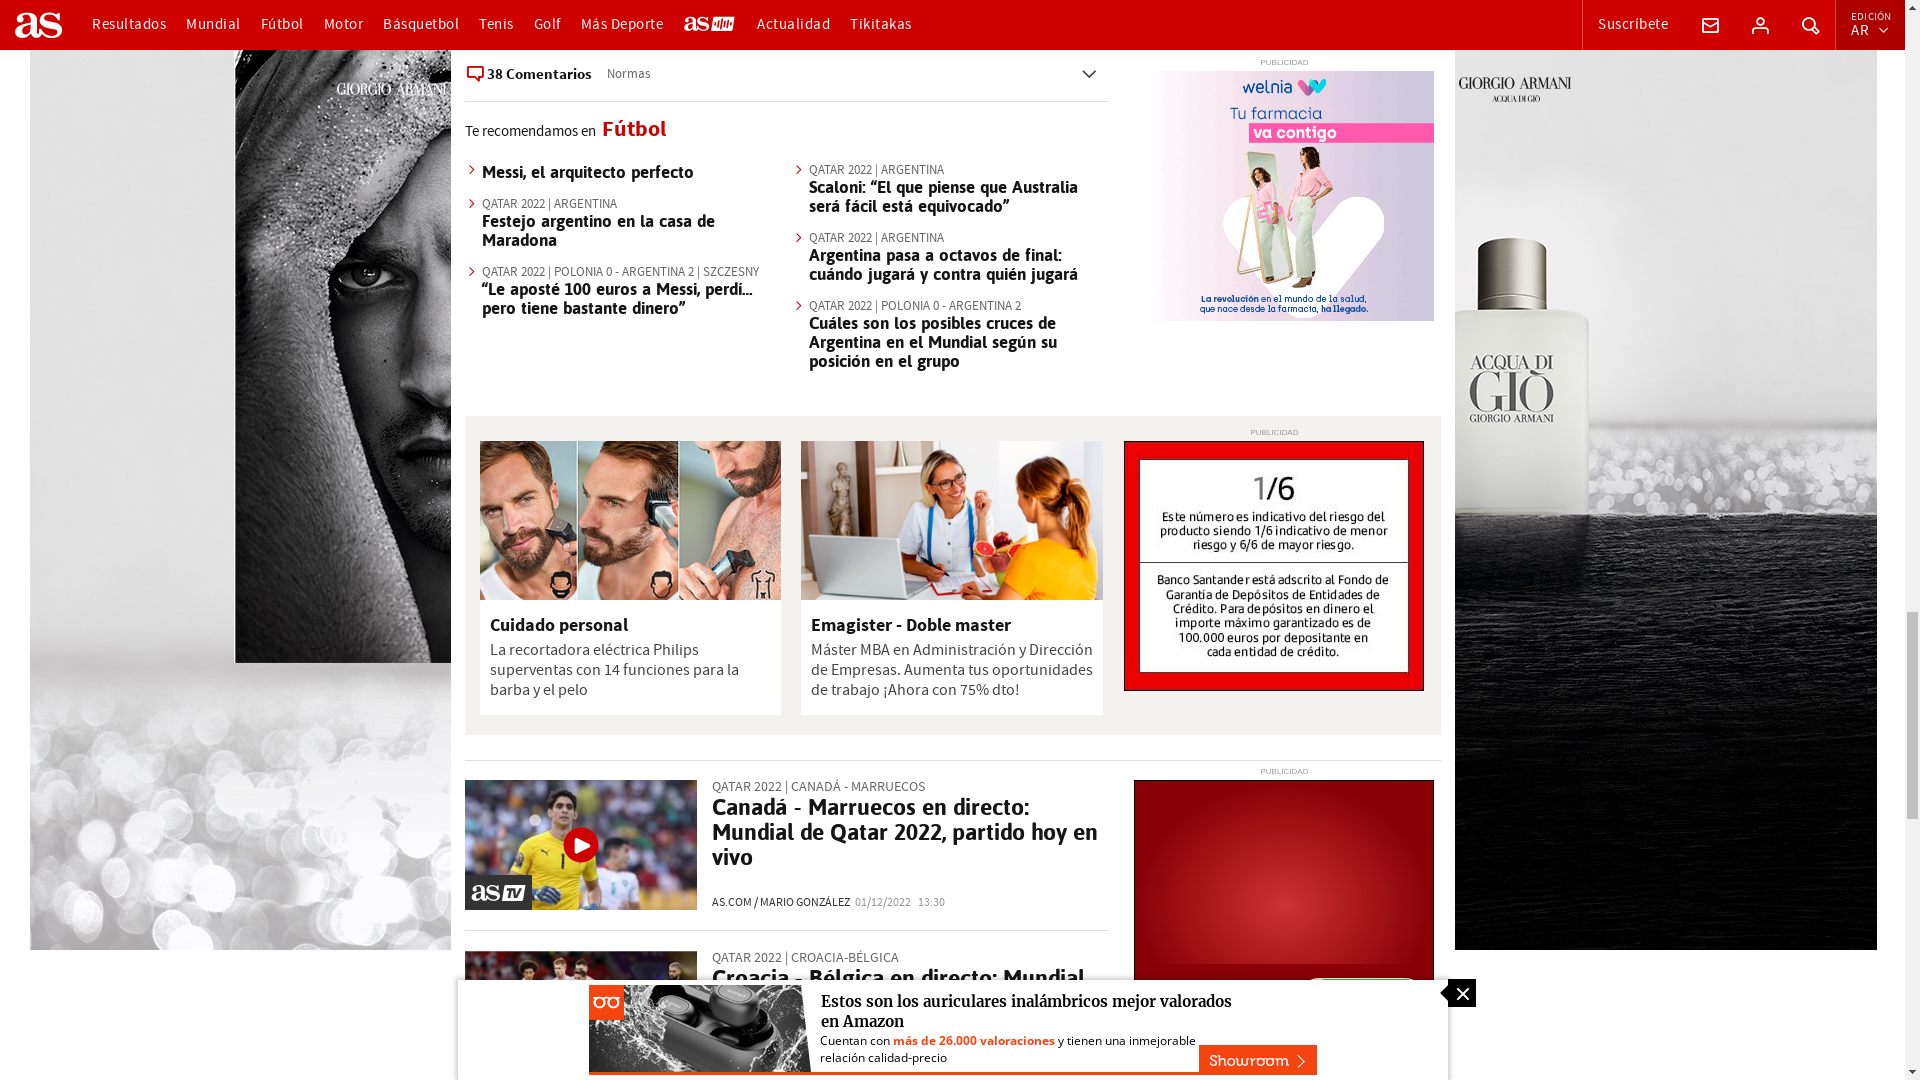 as
Resultados
Mundial
Fútbol
Motor
Básquetbol
Tenis
Golf
Más Deporte
as
Actualidad
Tikitakas
Suscríbete
EDICIÓN
AR
GIORGIO ARMANI
38 Comentarios
Normas
Te recomendamos en Fútbol
Messi, el arquitecto perfecto
QATAR 2022 | ARGENTINA
Festejo argentino en la casa de
Maradona
QATAR 2022 | POLONIA 0 - ARGENTINA 2 | SZCZESNY
“Le aposté 100 euros a Messi, perdí...
pero tiene bastante dinero”
QATAR 2022 | ARGENTINA
Scaloni: “El que piense que Australia
será fácil está equivocado”
QATAR 2022 | ARGENTINA
Argentina pasa a octavos de final:
cuándo jugará y contra quién jugará
QATAR 2022 | POLONIA 0 - ARGENTINA 2
Cuáles son los posibles cruces de
Argentina en el Mundial según su
posición en el grupo
PUBLICIDAD
welnia
Tu farmacia
va contigo
La revolución en el mundo de la salud,
que nace desde la farmacia, ha llegado.
GIORGIO ARMANI
ACQUA DI GIÒ
ACQUA DI
GIÒ
GIORGIO ARMANI
Cuidado personal
La recortadora eléctrica Philips
superventas con 14 funciones para la
barba y el pelo
Emagister - Doble master
Máster MBA en Administración y Dirección
de Empresas. Aumenta tus oportunidades
de trabajo ¡Ahora con 75% dto!
PUBLICIDAD
1/6
Este número es indicativo del riesgo del
producto siendo 1/6 indicativo de menor
riesgo y 6/6 de mayor riesgo.
Banco Santander está adscrito al Fondo de
Garantía de Depósitos de Entidades de
Crédito. Para depósitos en dinero el
importe máximo garantizado es de
100.000 euros por depositante en
cada entidad de crédito.
as TV
QATAR 2022 | CANADÁ - MARRUECOS
Canadá - Marruecos en directo:
Mundial de Qatar 2022, partido hoy en
vivo
AS.COM / MARIO GONZÁLEZ 01/12/2022 13:30
PUBLICIDAD
QATAR 2022 | CROACIA-BÉLGICA
Croacia - Bélgica en directo: Mundial
Estos son los auriculares inalámbricos mejor valorados
en Amazon
Cuentan con más de 26.000 valoraciones y tienen una inmejorable
relación calidad-precio
Showroom